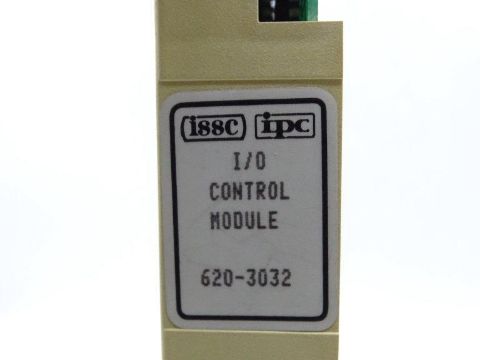 issc ipc
I/O
CONTROL
MODULE
620-3032